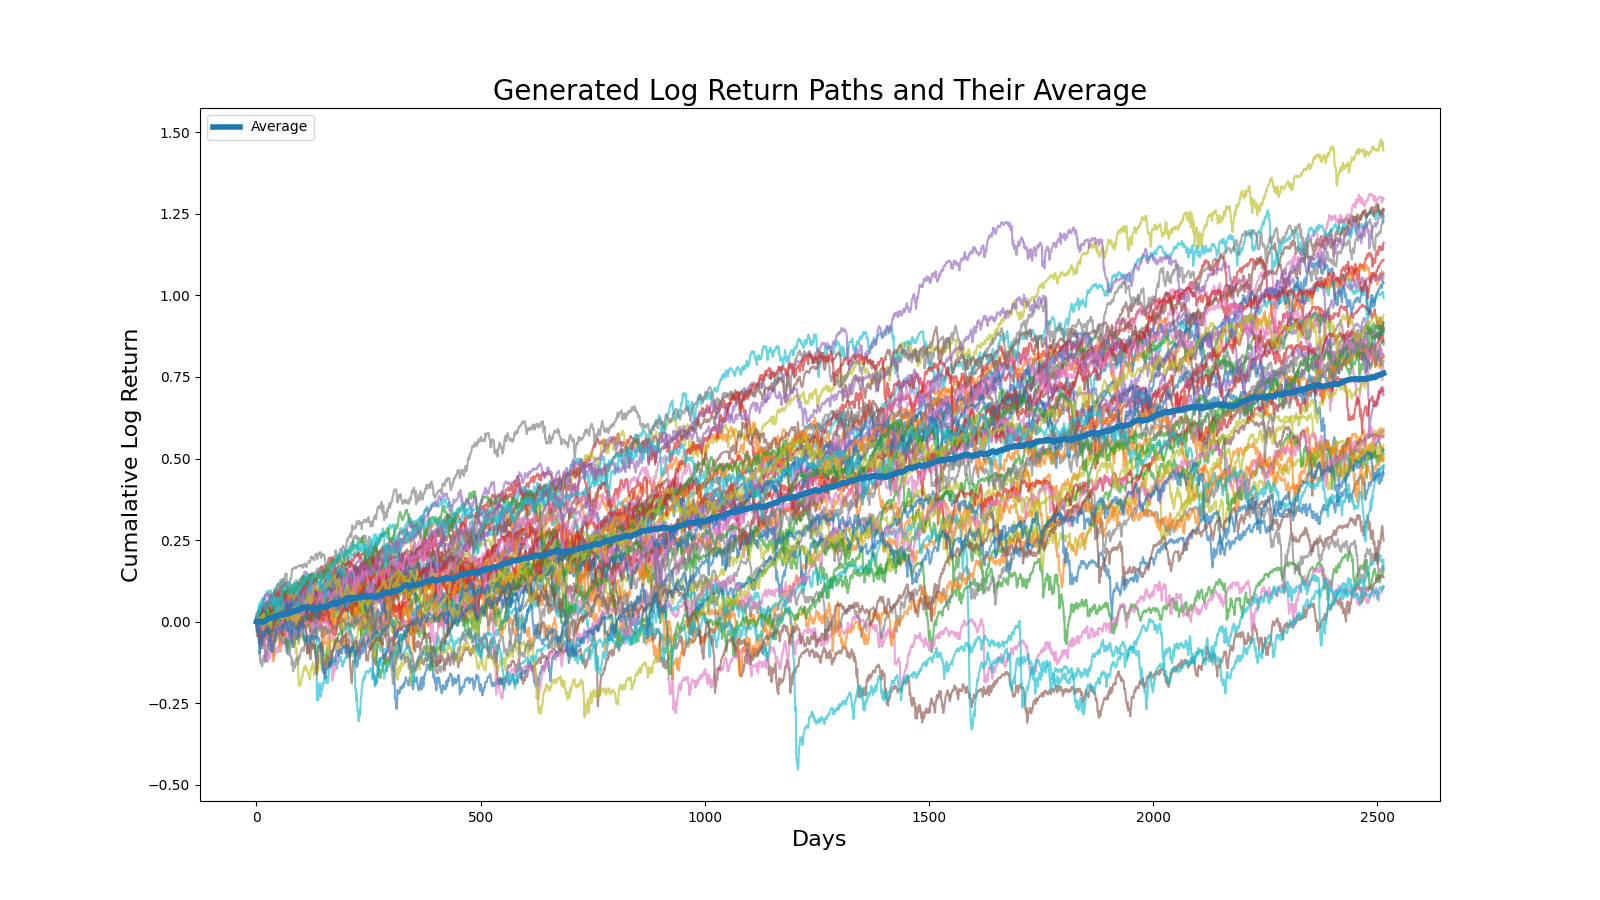 Generated Log Return Paths and Their Average
Average
Cumalative Log Return
1.50
1.25
1.00
0.75
0.50
0.25
0.00
−0.25
−0.50
0 500 1000 1500 2000 2500
Days